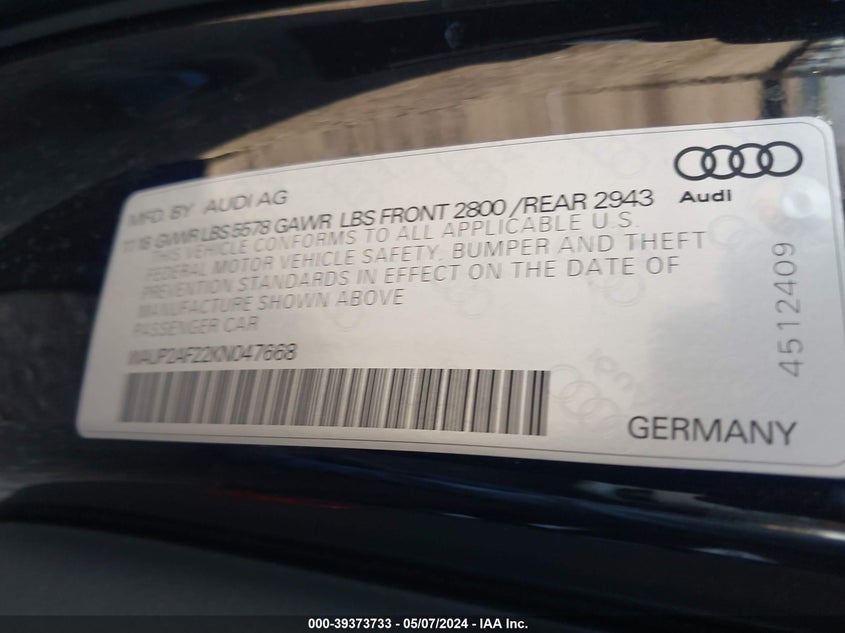 MFD. BY AUDI AG
11 18 GVWR LBS 5578 GAWR LBS FRONT 2800 /REAR 2943
THIS VEHICLE CONFORMS TO ALL APPLICABLE U.S.
FEDERAL MOTOR VEHICLE SAFETY, BUMPER AND THEFT
PREVENTION STANDARDS IN EFFECT ON THE DATE OF
MANUFACTURE SHOWN ABOVE
PASSENGER CAR
WAUP2AF22KN047668
Audi
4512409
GERMANY
000-39373733 - 05/07/2024 - IAA Inc.